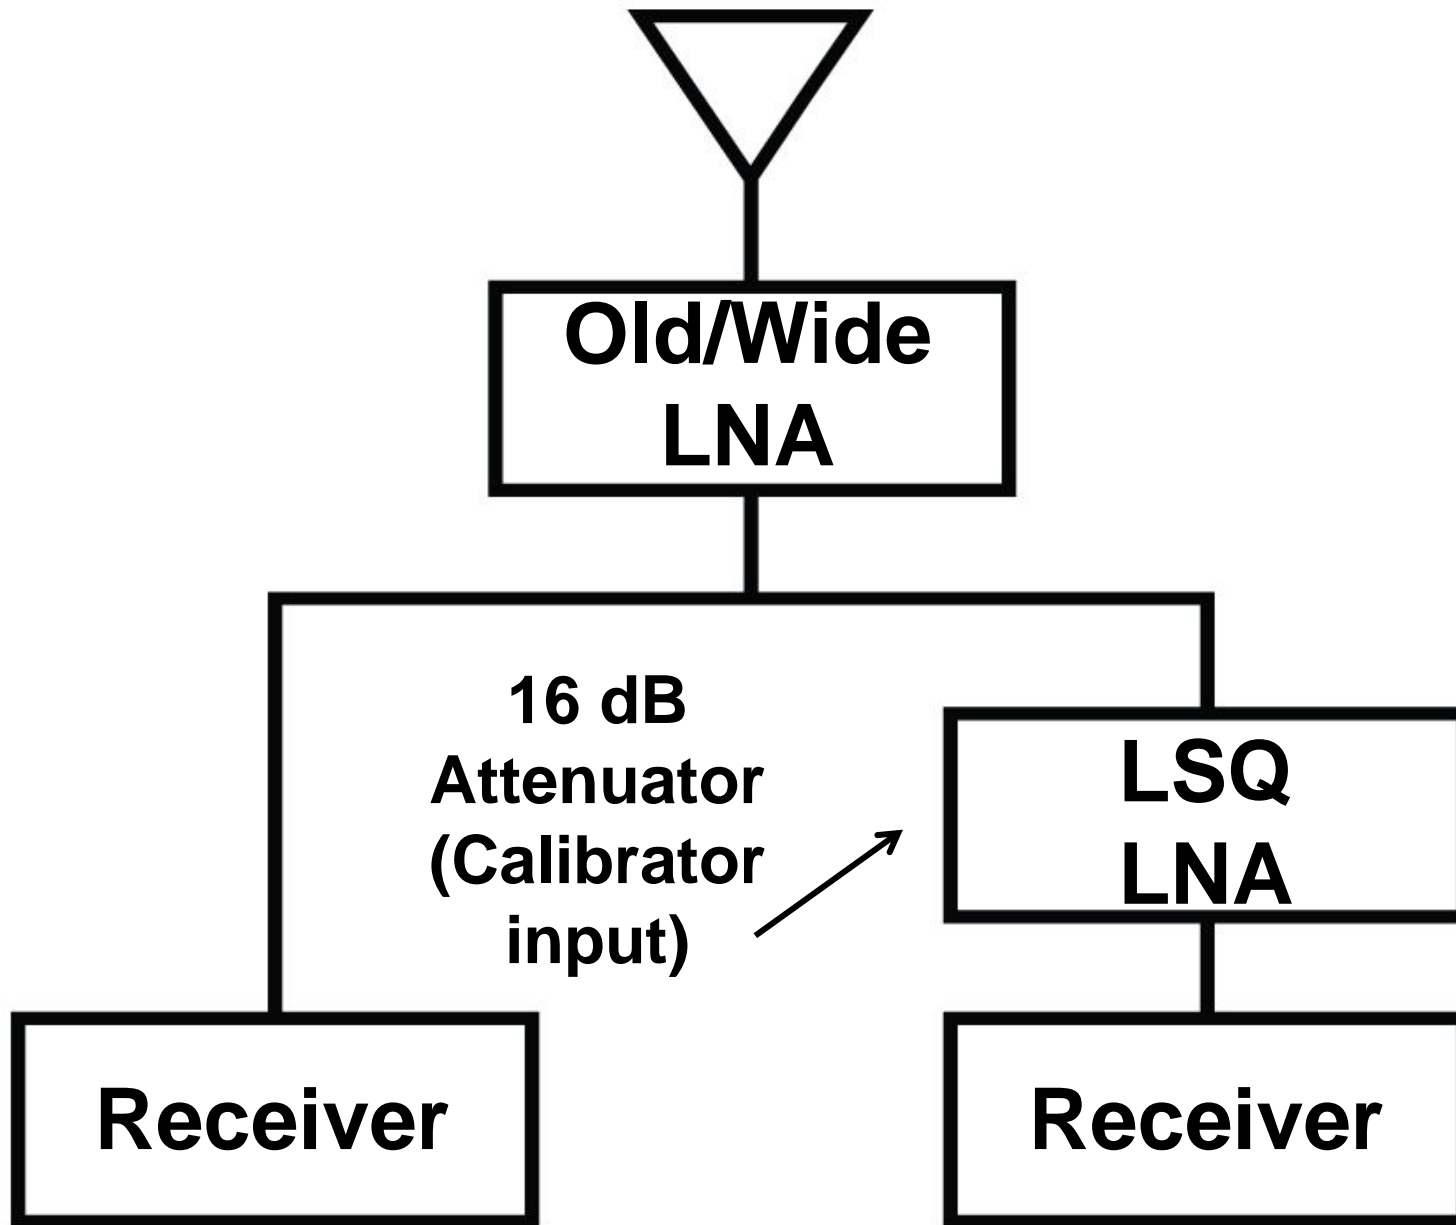 Old/Wide
LNA
16 dB
Attenuator
(Calibrator
input)
LSQ
LNA
Receiver
Receiver